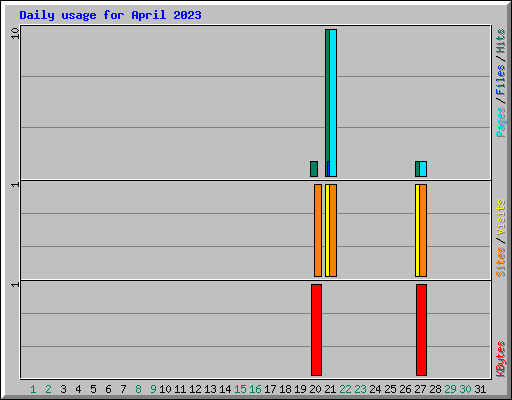 Daily usage for April 2023
10
1
1
Pages / Files / Hits
Sites / Visits
KBytes
1 2 3 4 5 6 7 8 9 10 11 12 13 14 15 16 17 18 19 20 21 22 23 24 25 26 27 28 29 30 31